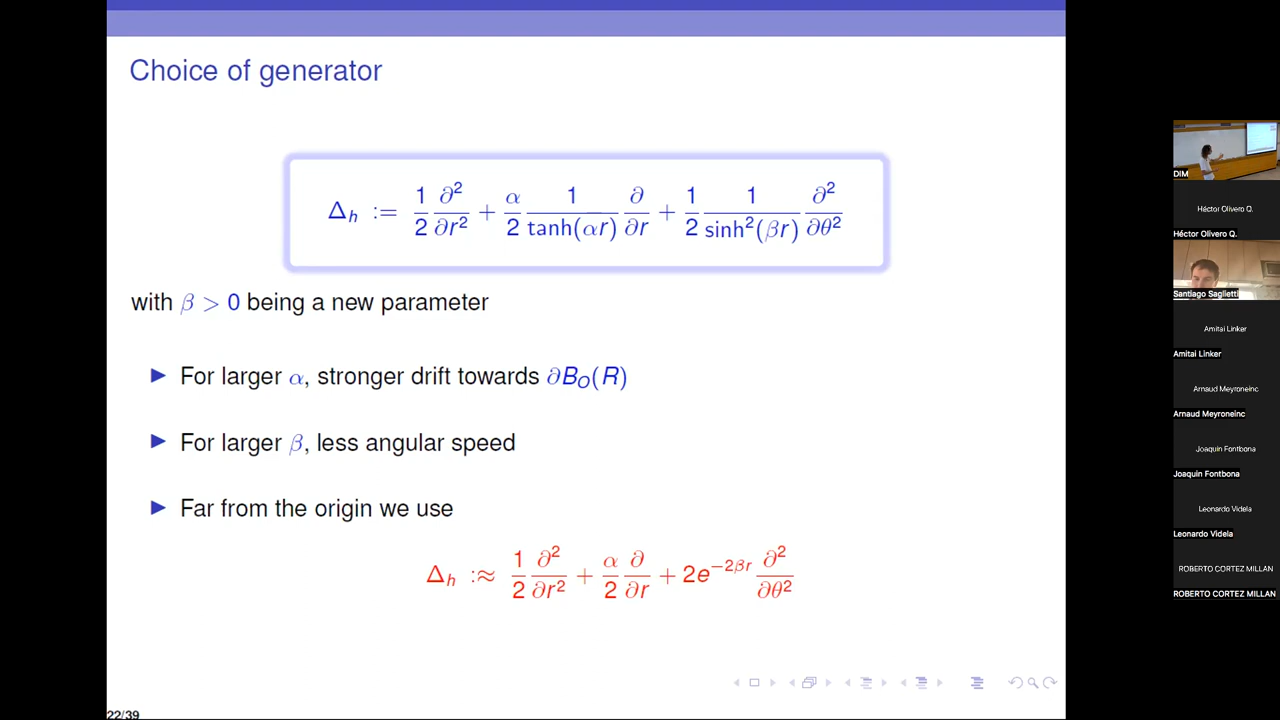 Choice of generator
Δ_h := 1/2 ∂²/∂r² + α/2 1/tanh(αr) ∂/∂r + 1/2 1/sinh²(βr) ∂²/∂θ²
with β > 0 being a new parameter
▶ For larger α, stronger drift towards ∂B_O(R)
▶ For larger β, less angular speed
▶ Far from the origin we use
Δ_h :≈ 1/2 ∂²/∂r² + α/2 ∂/∂r + 2e^{−2βr} ∂²/∂θ²
22/39
DIM
Héctor Olivero Q.
Héctor Olivero Q.
Santiago Saglietti
Amitai Linker
Amitai Linker
Arnaud Meyroneinc
Arnaud Meyroneinc
Joaquin Fontbona
Joaquin Fontbona
Leonardo Videla
Leonardo Videla
ROBERTO CORTEZ MILLAN
ROBERTO CORTEZ MILLAN